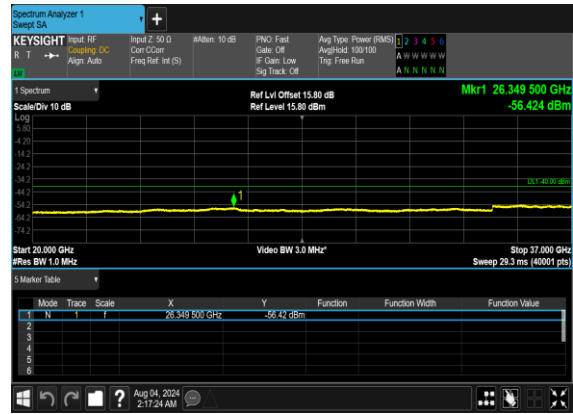 Spectrum Analyzer 1
Swept SA
+
KEYSIGHT Input: RF Input Z: 50 Ω #Atten: 10 dB PNO: Fast Avg Type: Power (RMS) 1 2 3 4 5 6
R T Coupling: DC Corr CCorr Gate: Off Avg|Hold: 100/100 A W W W W W
Align: Auto Freq Ref: Int (S) IF Gain: Low Trig: Free Run
LW Sig Track: Off A N N N N N
1 Spectrum Ref Lvl Offset 15.80 dB Mkr1 26.349 500 GHz
Scale/Div 10 dB Ref Level 15.80 dBm -56.424 dBm
Log
5.80
-4.20
-14.2
-24.2
-34.2
DL1 -40.00 dBm
-44.2
1
-54.2
-64.2
-74.2
Start 20.000 GHz Video BW 3.0 MHz* Stop 37.000 GHz
#Res BW 1.0 MHz Sweep 29.3 ms (40001 pts)
5 Marker Table
Mode Trace Scale X Y Function Function Width Function Value
1 N 1 f 26.349 500 GHz -56.42 dBm
2
3
4
5
6
? Aug 04, 2024
2:17:24 AM